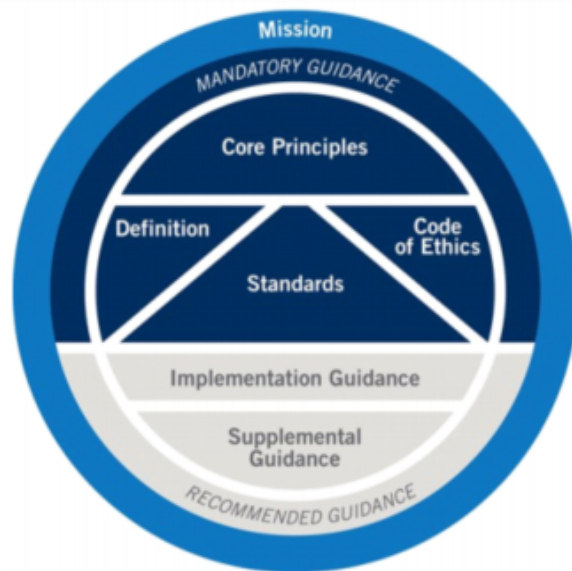 Mission
MANDATORY GUIDANCE
Core Principles
Definition
Code
of Ethics
Standards
Implementation Guidance
Supplemental
Guidance
RECOMMENDED GUIDANCE